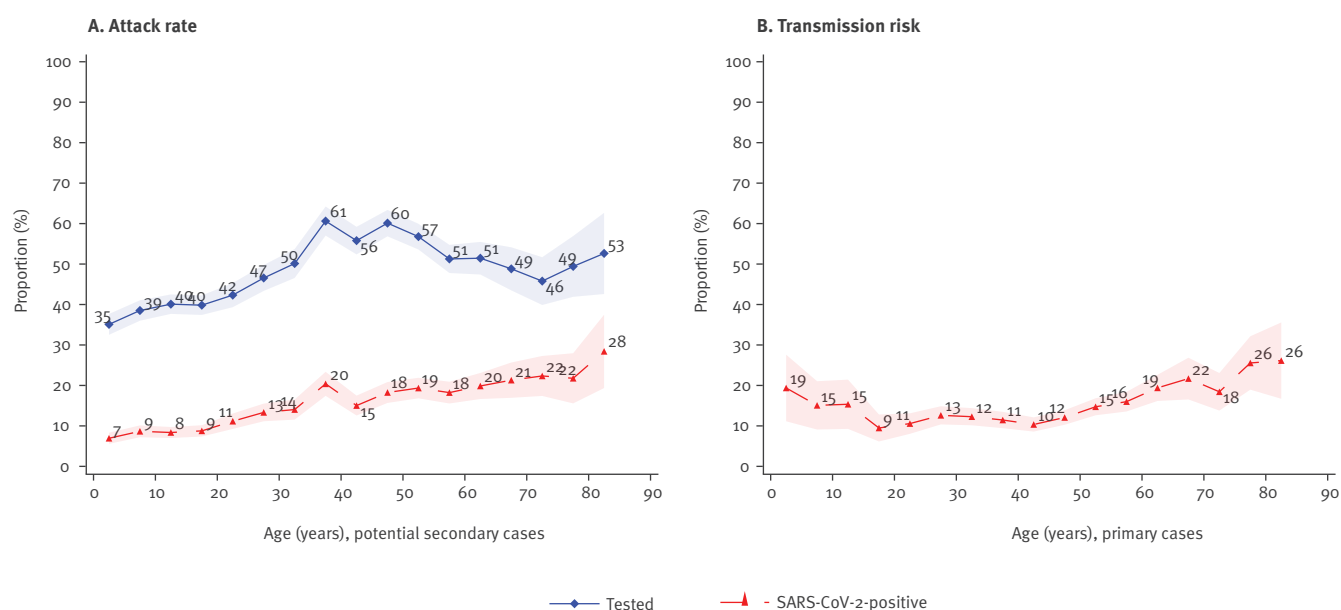 A. Attack rate
100
90
80
70
60
50
40
30
20
10
0
Proportion (%)
35 39 40 40 42 47 50 61 56 60 57 51 51 49 46 49 53
7 9 8 9 11 13 14 20 15 18 19 18 20 21 22 22 28
0 10 20 30 40 50 60 70 80 90
Age (years), potential secondary cases
B. Transmission risk
100
90
80
70
60
50
40
30
20
10
0
Proportion (%)
19 15 15 9 11 13 12 11 10 12 15 16 19 22 18 26 26
0 10 20 30 40 50 60 70 80 90
Age (years), primary cases
Tested SARS-CoV-2-positive